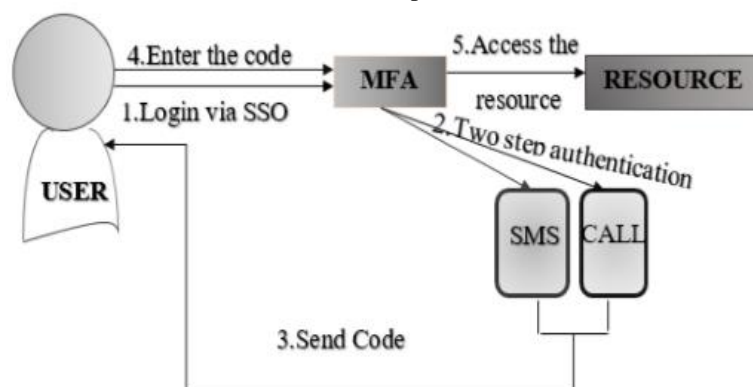 4.Enter the code
5.Access the
MFA
RESOURCE
1.Login via SSO
resource
2.Two step authentication
USER
SMS
CALL
3.Send Code